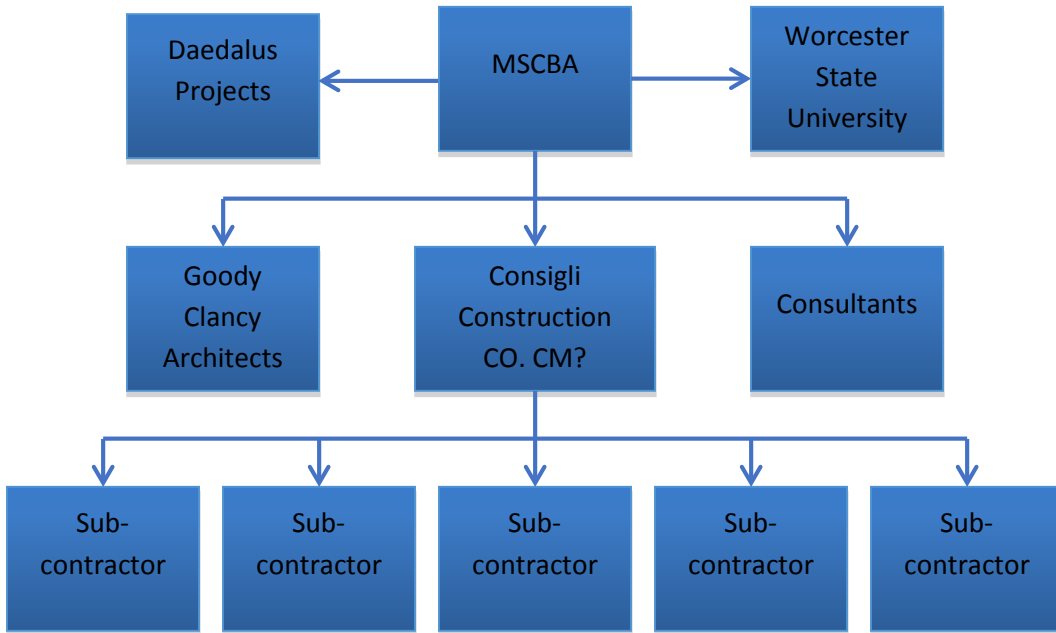 Daedalus
Projects
MSCBA
Worcester
State
University
Goody
Clancy
Architects
Consigli
Construction
CO. CM?
Consultants
Sub-
contractor
Sub-
contractor
Sub-
contractor
Sub-
contractor
Sub-
contractor